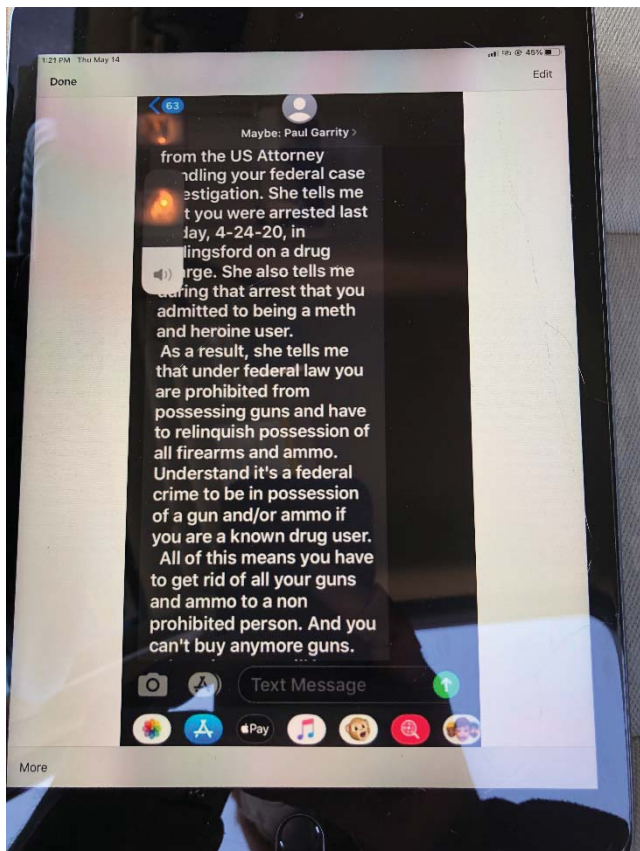 1:21 PM Thu May 14
45%
Done
Edit
63
Maybe: Paul Garrity >
from the US Attorney
ndling your federal case
estigation. She tells me
t you were arrested last
day, 4-24-20, in
lingsford on a drug
arge. She also tells me
during that arrest that you
admitted to being a meth
and heroine user.
As a result, she tells me
that under federal law you
are prohibited from
possessing guns and have
to relinquish possession of
all firearms and ammo.
Understand it's a federal
crime to be in possession
of a gun and/or ammo if
you are a known drug user.
All of this means you have
to get rid of all your guns
and ammo to a non
prohibited person. And you
can't buy anymore guns.
Text Message
Pay
More